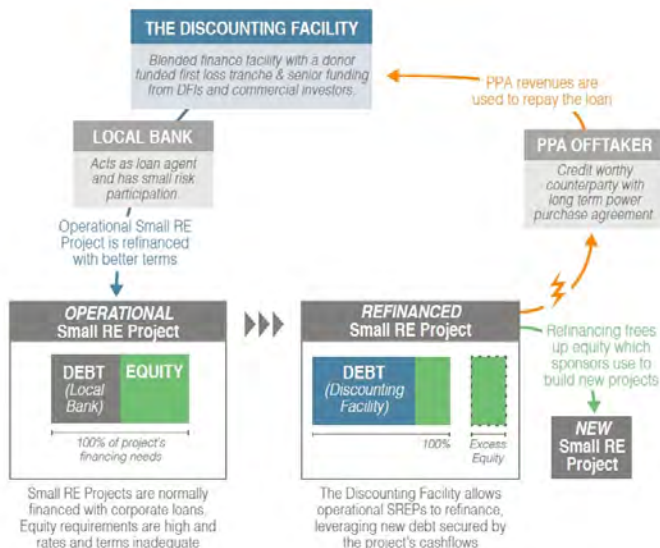 THE DISCOUNTING FACILITY
Blended finance facility with a donor
funded first loss tranche & senior funding
from DFIs and commercial investors.
PPA revenues are
used to repay the loan
LOCAL BANK
Acts as loan agent
and has small risk
participation
PPA OFFTAKER
Credit worthy
counterparty with
long term power
purchase agreement.
Operational Small RE
Project is refinanced
with better terms
OPERATIONAL
Small RE Project
DEBT
(Local
Bank)
EQUITY
100% of project's
financing needs
Small RE Projects are normally
financed with corporate loans.
Equity requirements are high and
rates and terms inadequate
REFINANCED
Small RE Project
DEBT
(Discounting
Facility)
100%
Excess
Equity
The Discounting Facility allows
operational SREPs to refinance,
leveraging new debt secured by
the project's cashflows
Refinancing frees
up equity which
sponsors use to
build new projects
NEW
Small RE
Project